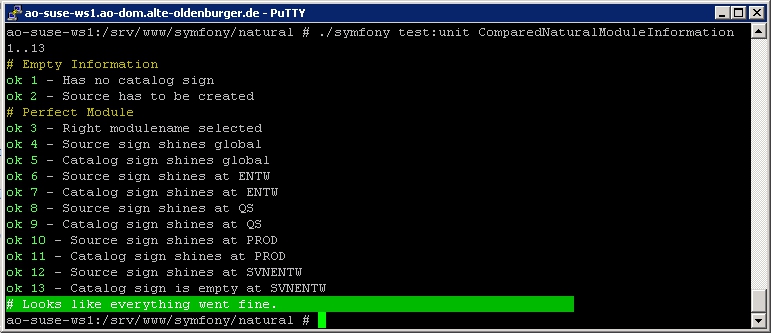 ao-suse-ws1.ao-dom.alte-oldenburger.de - PuTTY
ao-suse-ws1:/srv/www/symfony/natural # ./symfony test:unit ComparedNaturalModuleInformation
1..13
# Empty Information
ok 1 - Has no catalog sign
ok 2 - Source has to be created
# Perfect Module
ok 3 - Right modulename selected
ok 4 - Source sign shines global
ok 5 - Catalog sign shines global
ok 6 - Source sign shines at ENTW
ok 7 - Catalog sign shines at ENTW
ok 8 - Source sign shines at QS
ok 9 - Catalog sign shines at QS
ok 10 - Source sign shines at PROD
ok 11 - Catalog sign shines at PROD
ok 12 - Source sign shines at SVNENTW
ok 13 - Catalog sign is empty at SVNENTW
# Looks like everything went fine.
ao-suse-ws1:/srv/www/symfony/natural #